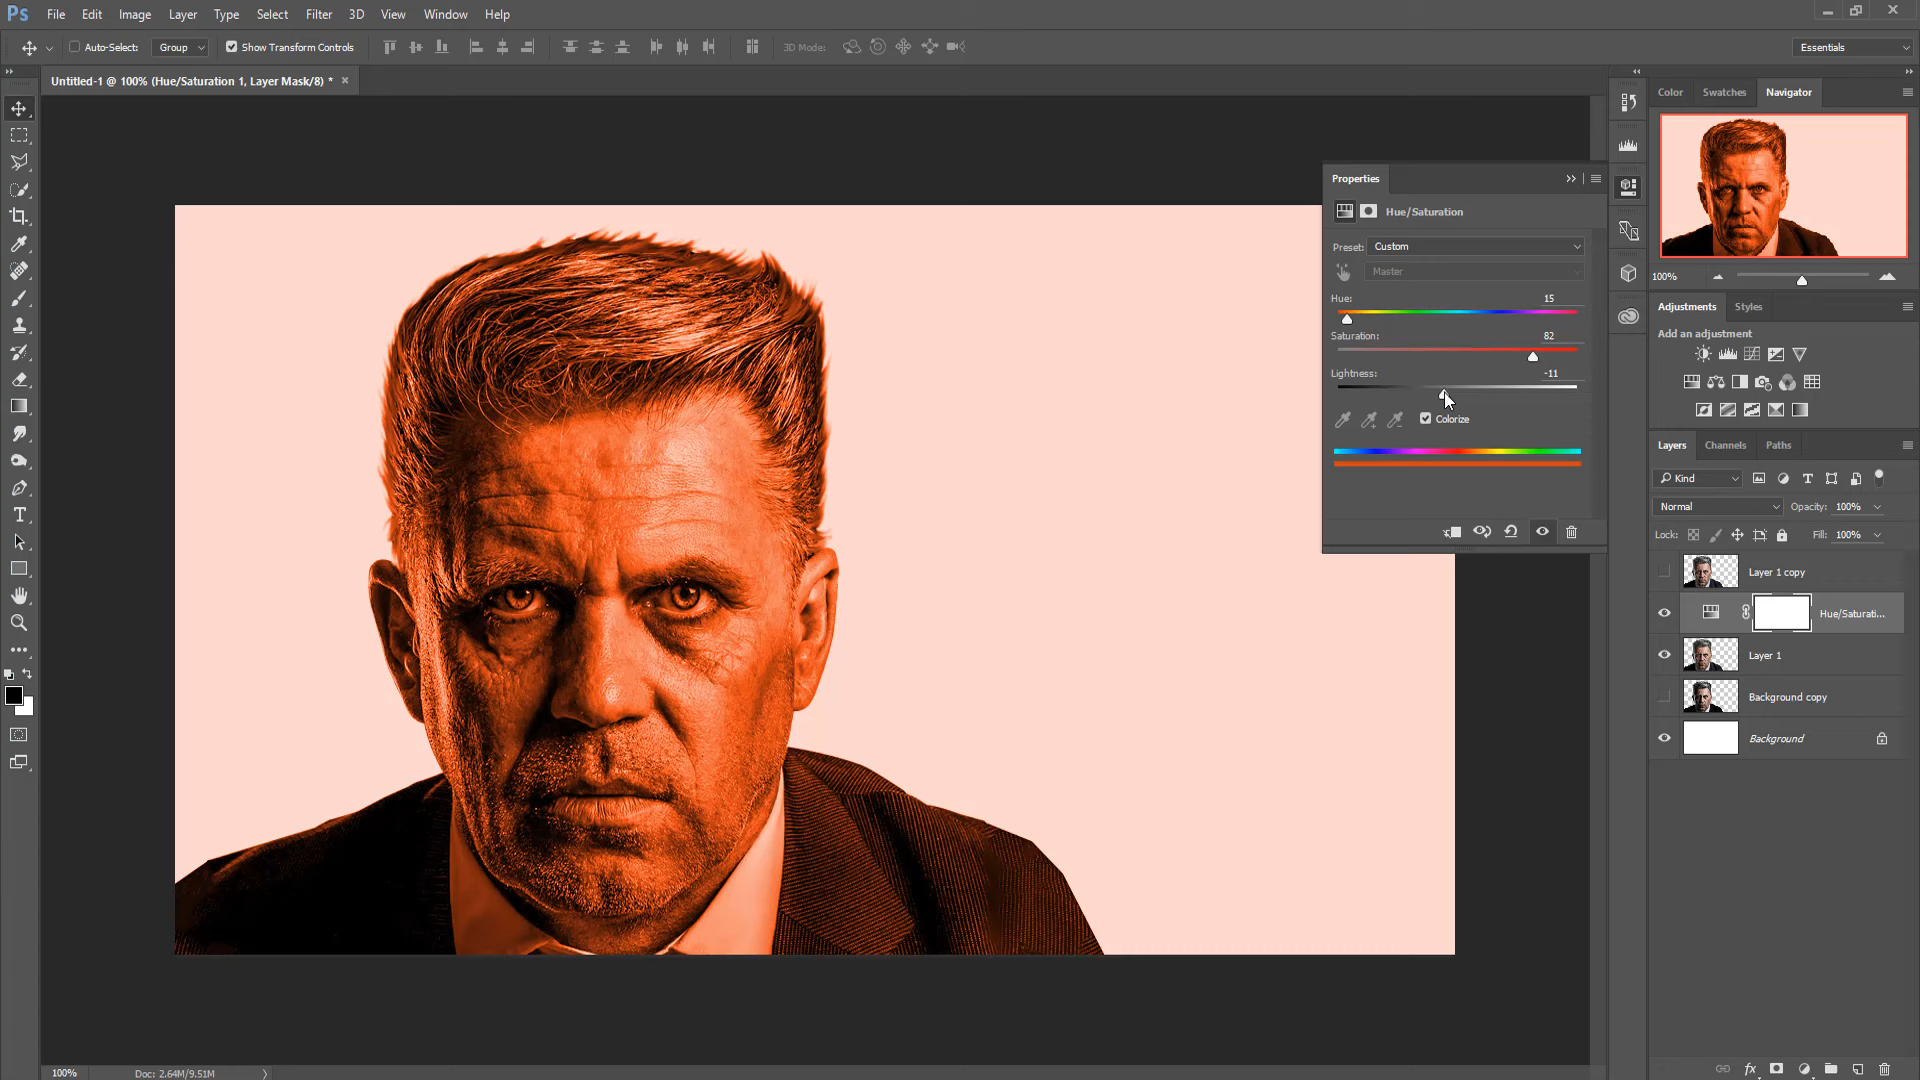 Ps File Edit Image Layer Type Select Filter 3D View Window Help
Auto-Select: Group Show Transform Controls 3D Mode: Essentials
Untitled-1 @ 100% (Hue/Saturation 1, Layer Mask/8) *
Color Swatches Navigator
100%
Properties
Hue/Saturation
Preset: Custom
Master
Hue: 15
Saturation: 82
Lightness: -11
Colorize
Adjustments Styles
Add an adjustment
Layers Channels Paths
Kind
Normal Opacity: 100%
Lock: Fill: 100%
Layer 1 copy
Hue/Saturati...
Layer 1
Background copy
Background
fx
100% Doc: 2.64M/9.51M